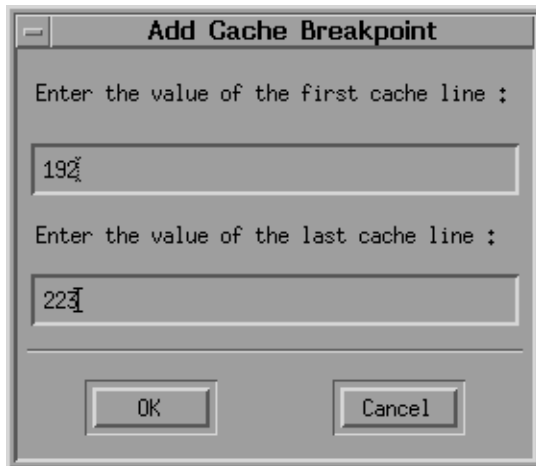 Add Cache Breakpoint
Enter the value of the first cache line :
192
Enter the value of the last cache line :
223
OK
Cancel